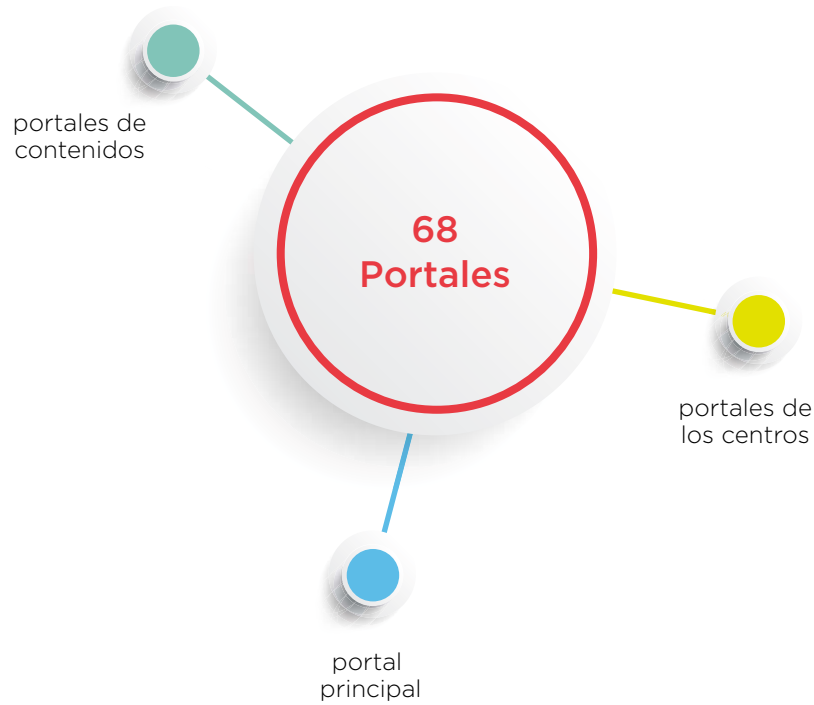 portales de
contenidos
68
Portales
portales de
los centros
portal
principal